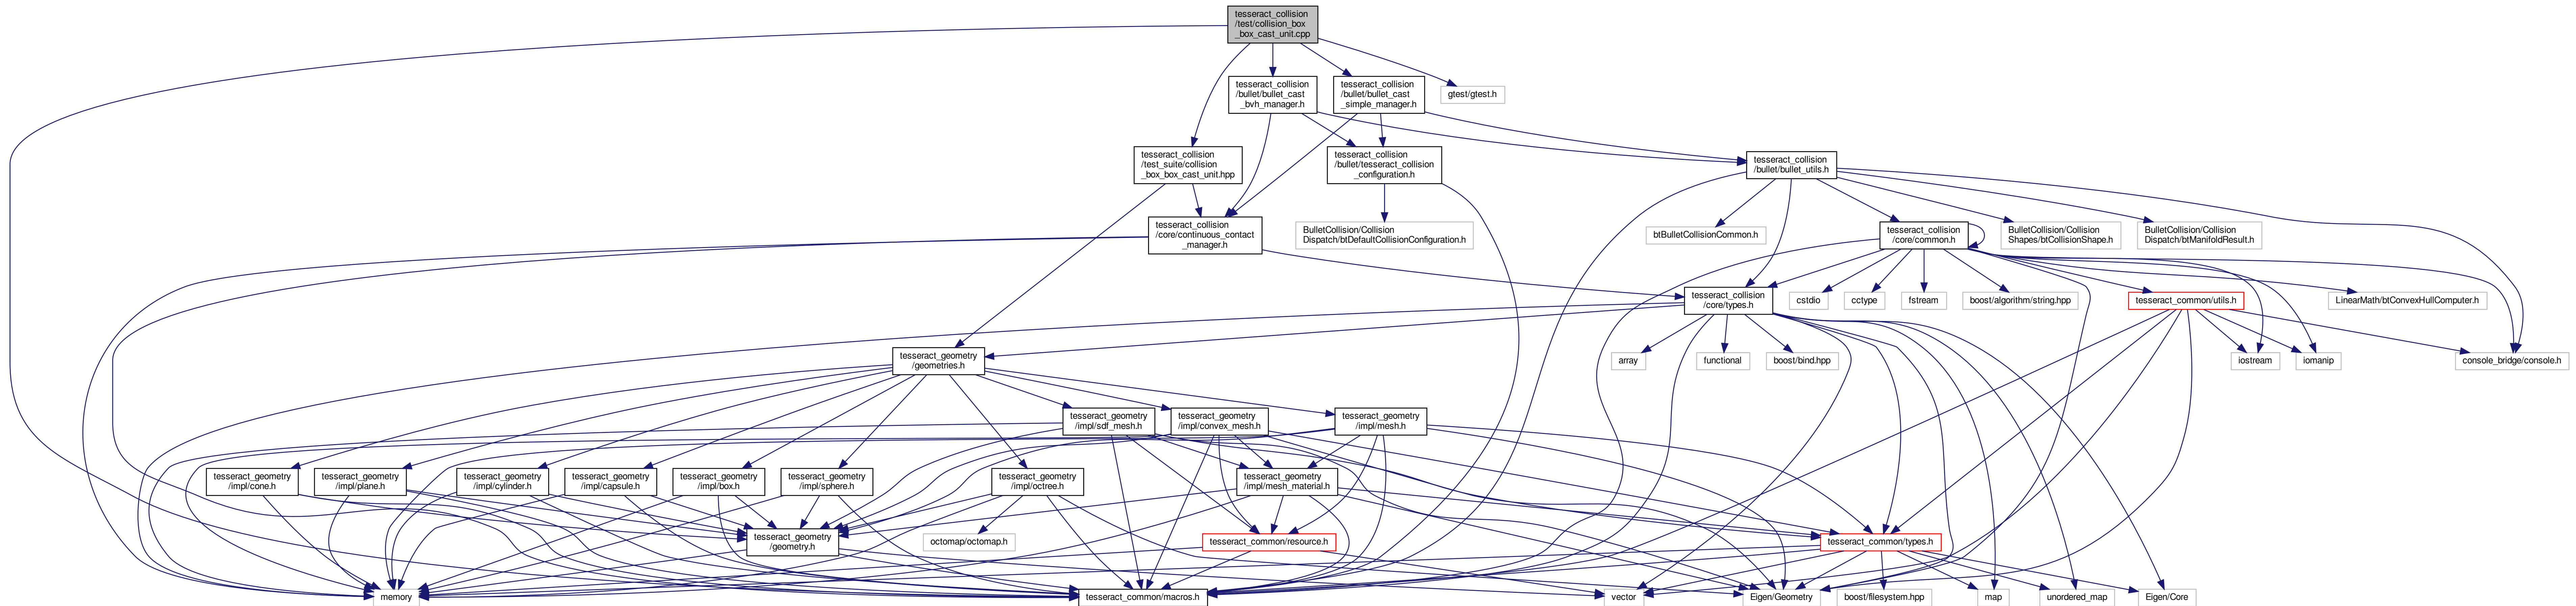 tesseract_collision
/test/collision_box
_box_cast_unit.cpp
tesseract_collision
/bullet/bullet_cast
_bvh_manager.h
tesseract_collision
/bullet/bullet_cast
_simple_manager.h
gtest/gtest.h
tesseract_collision
/test_suite/collision
_box_box_cast_unit.hpp
tesseract_collision
/bullet/tesseract_collision
_configuration.h
tesseract_collision
/bullet/bullet_utils.h
tesseract_collision
/core/continuous_contact
_manager.h
BulletCollision/Collision
Dispatch/btDefaultCollisionConfiguration.h
btBulletCollisionCommon.h
tesseract_collision
/core/common.h
BulletCollision/Collision
Shapes/btCollisionShape.h
BulletCollision/Collision
Dispatch/btManifoldResult.h
tesseract_collision
/core/types.h
cstdio
cctype
fstream
boost/algorithm/string.hpp
tesseract_common/utils.h
LinearMath/btConvexHullComputer.h
tesseract_geometry
/geometries.h
array
functional
boost/bind.hpp
iostream
iomanip
console_bridge/console.h
tesseract_geometry
/impl/sdf_mesh.h
tesseract_geometry
/impl/convex_mesh.h
tesseract_geometry
/impl/mesh.h
tesseract_geometry
/impl/cone.h
tesseract_geometry
/impl/plane.h
tesseract_geometry
/impl/cylinder.h
tesseract_geometry
/impl/capsule.h
tesseract_geometry
/impl/box.h
tesseract_geometry
/impl/sphere.h
tesseract_geometry
/impl/octree.h
tesseract_geometry
/impl/mesh_material.h
tesseract_geometry
/geometry.h
octomap/octomap.h
tesseract_common/resource.h
tesseract_common/types.h
memory
tesseract_common/macros.h
vector
Eigen/Geometry
boost/filesystem.hpp
map
unordered_map
Eigen/Core